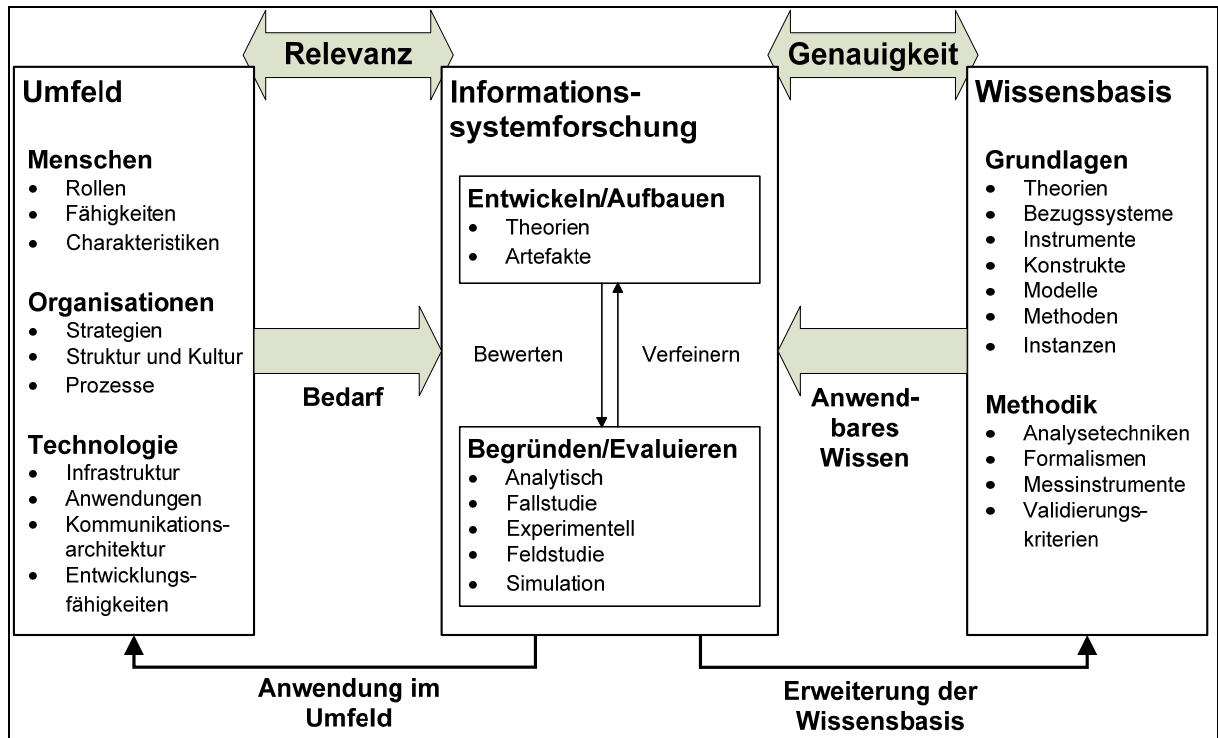 Relevanz
Genauigkeit
Umfeld
Menschen
• Rollen
• Fähigkeiten
• Charakteristiken
Organisationen
• Strategien
• Struktur und Kultur
• Prozesse
Technologie
• Infrastruktur
• Anwendungen
• Kommunikations-
architektur
• Entwicklungs-
fähigkeiten
Bedarf
Informations-
systemforschung
Entwickeln/Aufbauen
• Theorien
• Artefakte
Bewerten
Verfeinern
Begründen/Evaluieren
• Analytisch
• Fallstudie
• Experimentell
• Feldstudie
• Simulation
Anwend-
bares
Wissen
Wissensbasis
Grundlagen
• Theorien
• Bezugssysteme
• Instrumente
• Konstrukte
• Modelle
• Methoden
• Instanzen
Methodik
• Analysetechniken
• Formalismen
• Messinstrumente
• Validierungs-
kriterien
Anwendung im
Umfeld
Erweiterung der
Wissensbasis